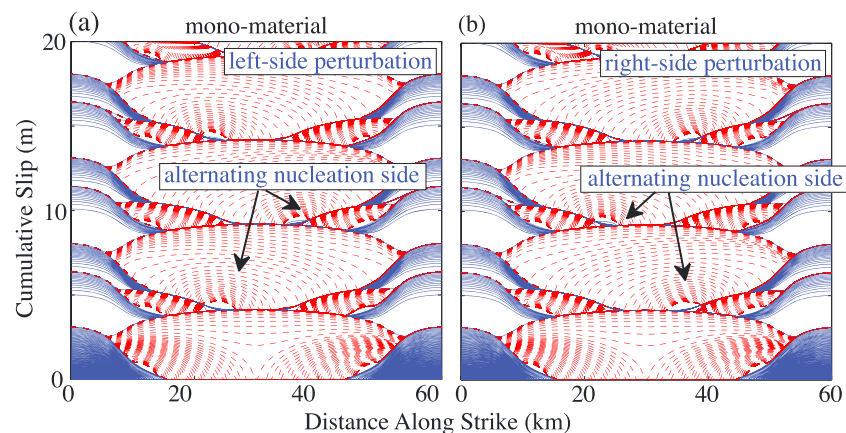 (a) mono-material
left-side perturbation
alternating nucleation side
(b) mono-material
right-side perturbation
alternating nucleation side
Cumulative Slip (m)
20
10
0
0 20 40 60
0 20 40 60
Distance Along Strike (km)